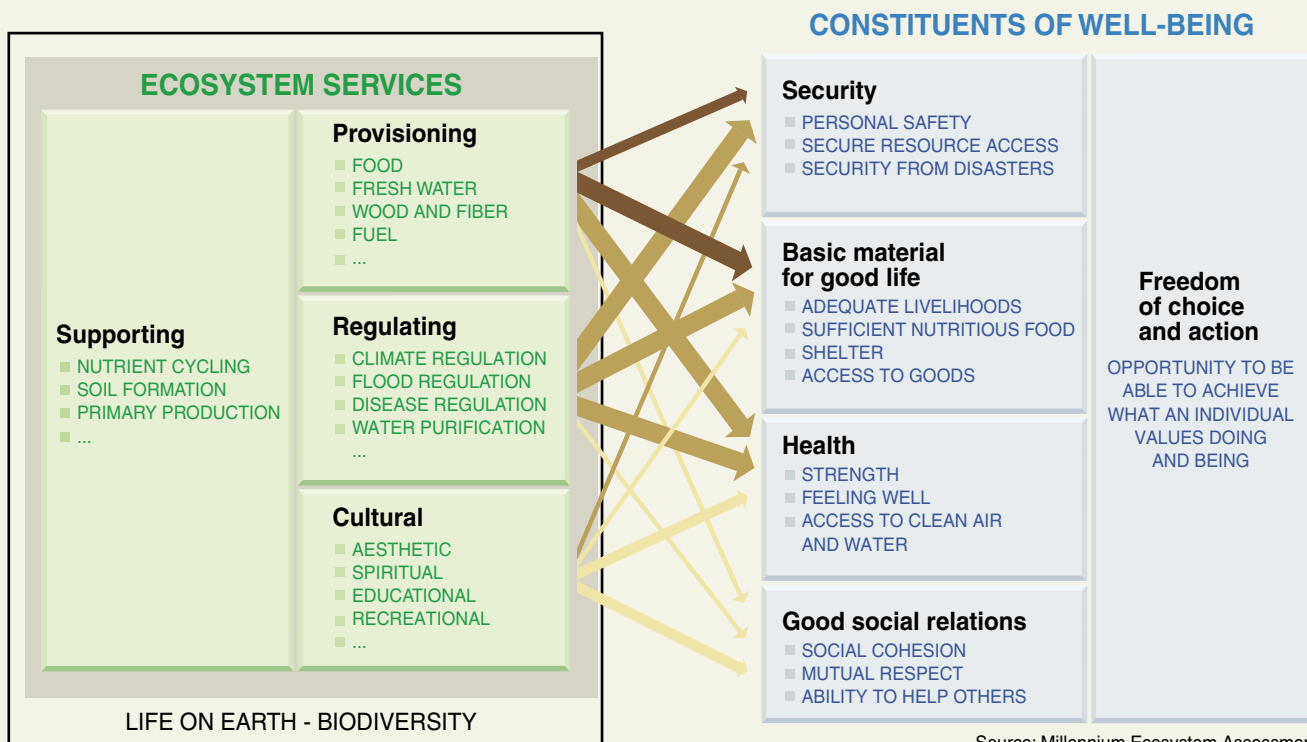 CONSTITUENTS OF WELL-BEING
ECOSYSTEM SERVICES
Supporting
NUTRIENT CYCLING
SOIL FORMATION
PRIMARY PRODUCTION
...
Provisioning
FOOD
FRESH WATER
WOOD AND FIBER
FUEL
...
Regulating
CLIMATE REGULATION
FLOOD REGULATION
DISEASE REGULATION
WATER PURIFICATION
...
Cultural
AESTHETIC
SPIRITUAL
EDUCATIONAL
RECREATIONAL
...
LIFE ON EARTH - BIODIVERSITY
Security
PERSONAL SAFETY
SECURE RESOURCE ACCESS
SECURITY FROM DISASTERS
Basic material
for good life
ADEQUATE LIVELIHOODS
SUFFICIENT NUTRITIOUS FOOD
SHELTER
ACCESS TO GOODS
Health
STRENGTH
FEELING WELL
ACCESS TO CLEAN AIR
AND WATER
Good social relations
SOCIAL COHESION
MUTUAL RESPECT
ABILITY TO HELP OTHERS
Freedom
of choice
and action
OPPORTUNITY TO BE
ABLE TO ACHIEVE
WHAT AN INDIVIDUAL
VALUES DOING
AND BEING
Source: Millennium Ecosystem